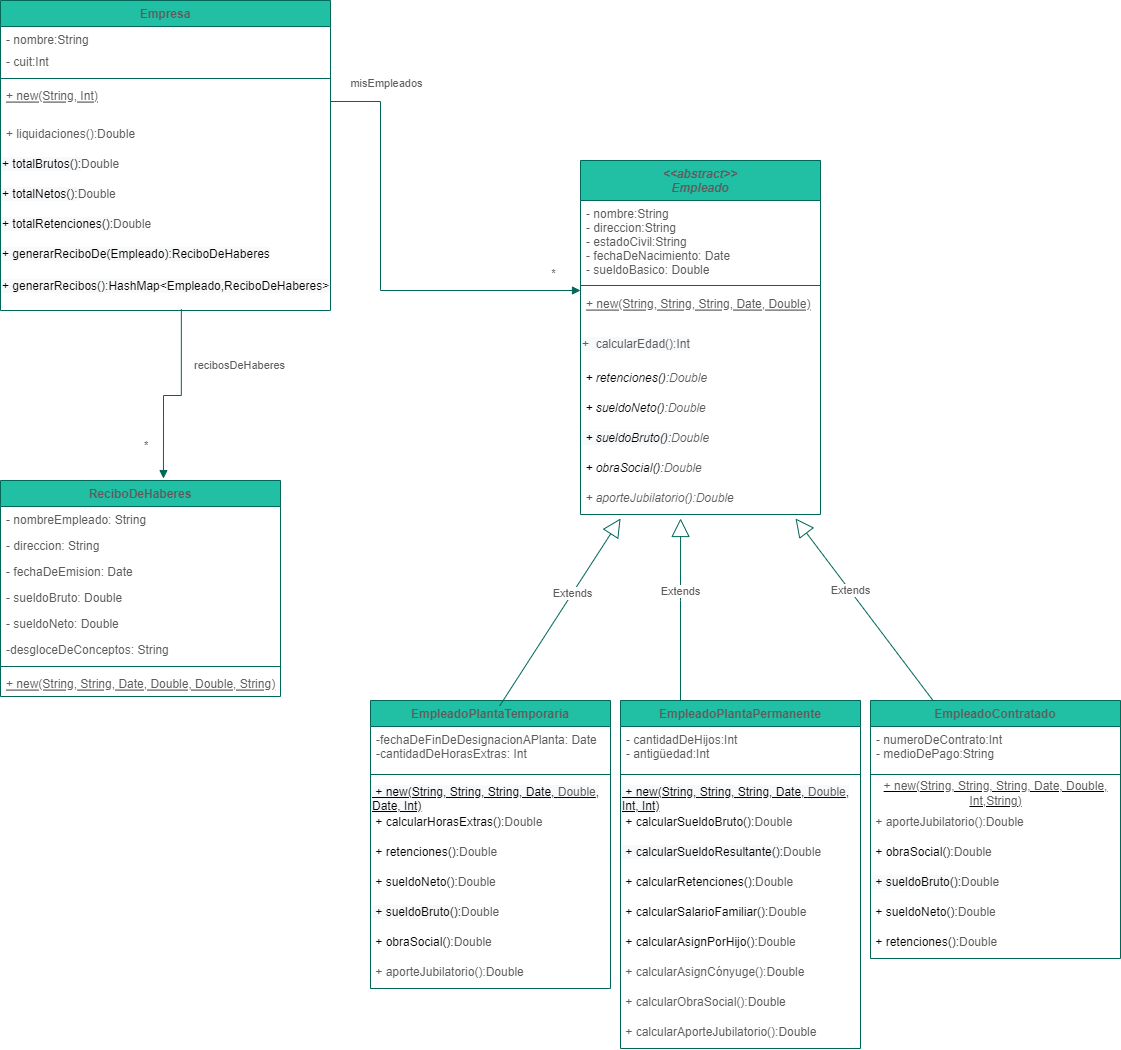 Empresa
- nombre:String
- cuit:Int
+ new(String, Int)
+ liquidaciones():Double
+ totalBrutos():Double
+ totalNetos():Double
+ totalRetenciones():Double
+ generarReciboDe(Empleado):ReciboDeHaberes
+ generarRecibos():HashMap<Empleado,ReciboDeHaberes>
misEmpleados
*
<<abstract>>
Empleado
- nombre:String
- direccion:String
- estadoCivil:String
- fechaDeNacimiento: Date
- sueldoBasico: Double
+ new(String, String, String, Date, Double)
+ calcularEdad():Int
+ retenciones():Double
+ sueldoNeto():Double
+ sueldoBruto():Double
+ obraSocial():Double
+ aporteJubilatorio():Double
recibosDeHaberes
*
ReciboDeHaberes
- nombreEmpleado: String
- direccion: String
- fechaDeEmision: Date
- sueldoBruto: Double
- sueldoNeto: Double
-desgloceDeConceptos: String
+ new(String, String, Date, Double, Double, String)
Extends
Extends
Extends
EmpleadoPlantaTemporaria
-fechaDeFinDeDesignacionAPlanta: Date
-cantidadDeHorasExtras: Int
+ new(String, String, String, Date, Double,
Date, Int)
+ calcularHorasExtras():Double
+ retenciones():Double
+ sueldoNeto():Double
+ sueldoBruto():Double
+ obraSocial():Double
+ aporteJubilatorio():Double
EmpleadoPlantaPermanente
- cantidadDeHijos:Int
- antigüedad:Int
+ new(String, String, String, Date, Double,
Int, Int)
+ calcularSueldoBruto():Double
+ calcularSueldoResultante():Double
+ calcularRetenciones():Double
+ calcularSalarioFamiliar():Double
+ calcularAsignPorHijo():Double
+ calcularAsignCónyuge():Double
+ calcularObraSocial():Double
+ calcularAporteJubilatorio():Double
EmpleadoContratado
- numeroDeContrato:Int
- medioDePago:String
+ new(String, String, String, Date, Double,
Int,String)
+ aporteJubilatorio():Double
+ obraSocial():Double
+ sueldoBruto():Double
+ sueldoNeto():Double
+ retenciones():Double